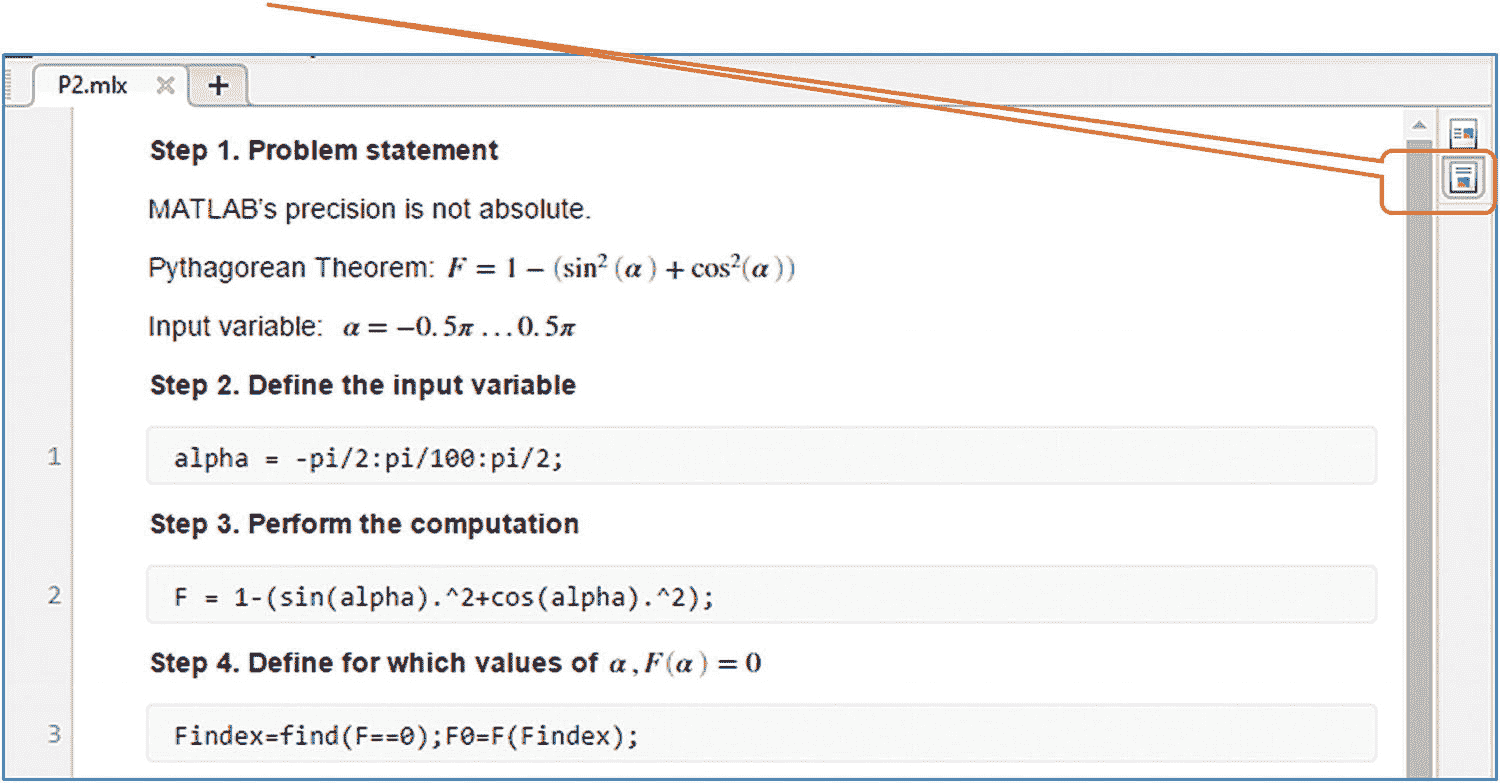 P2.mlx
+
Step 1. Problem statement
MATLAB's precision is not absolute.
Pythagorean Theorem: F = 1 − (sin² (α) + cos²(α))
Input variable: α = −0.5π ... 0.5π
Step 2. Define the input variable
1 alpha = -pi/2:pi/100:pi/2;
Step 3. Perform the computation
2 F = 1-(sin(alpha).^2+cos(alpha).^2);
Step 4. Define for which values of α, F(α) = 0
3 Findex=find(F==0);F0=F(Findex);